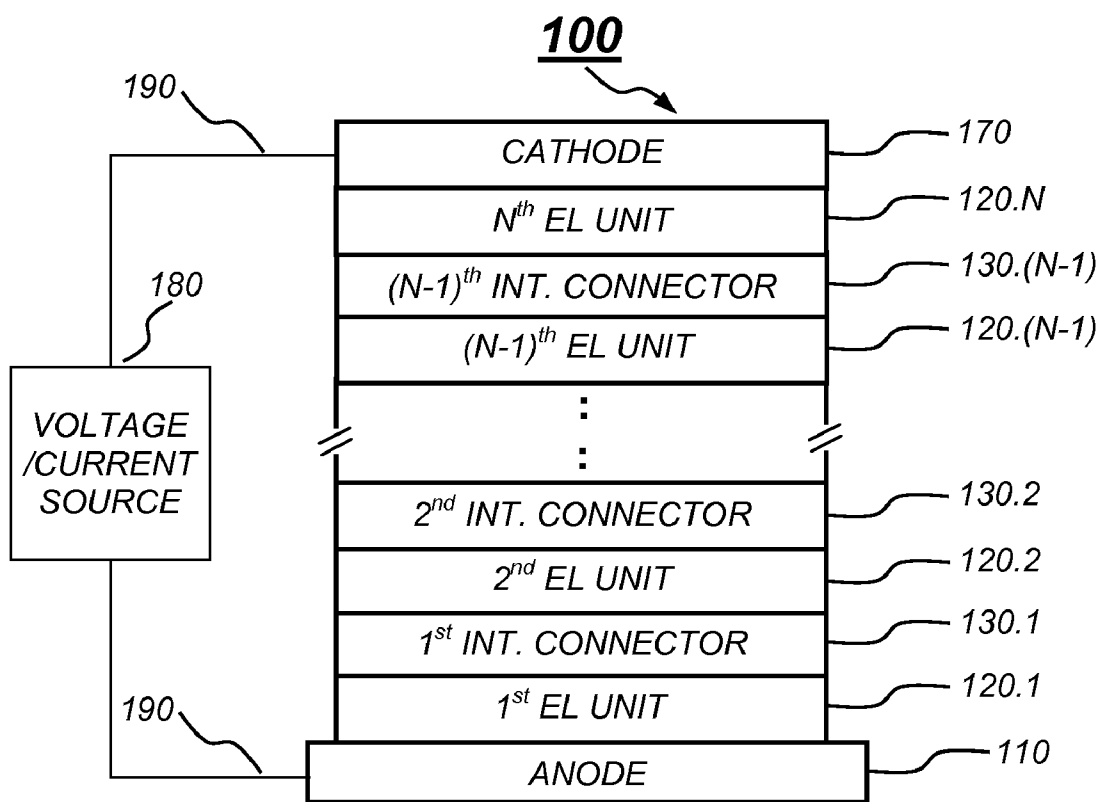 100
190
CATHODE
170
Nth EL UNIT
120.N
(N-1)th INT. CONNECTOR
130.(N-1)
180
(N-1)th EL UNIT
120.(N-1)
VOLTAGE
/CURRENT
SOURCE
2nd INT. CONNECTOR
130.2
2nd EL UNIT
120.2
1st INT. CONNECTOR
130.1
190
1st EL UNIT
120.1
ANODE
110